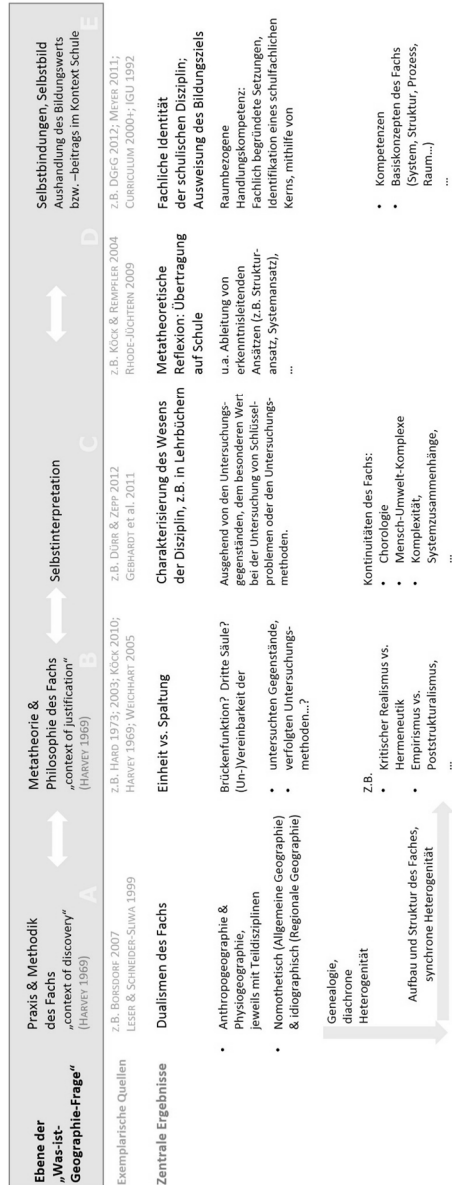 Ebene der
„Was-ist-
Geographie-Frage“
Praxis & Methodik
des Fachs
„context of discovery“
(HARVEY 1969)
A
Metatheorie &
Philosophie des Fachs
„context of justification“
(HARVEY 1969)
B
Selbstinterpretation
C
D
Selbstbindungen, Selbstbild
Aushandlung des Bildungswerts
bzw. –beitrags im Kontext Schule
E
Exemplarische Quellen
z.B. BORSDORF 2007
LESER & SCHNEIDER-SLIWA 1999
z.B. HARD 1973; 2003; KÖCK 2010;
HARVEY 1969; WEICHHART 2005
z.B. DÜRR & ZEPP 2012
GEBHARDT et al. 2011
z.B. KÖCK & REMPFLER 2004
RHODE-JÜCHTERN 2009
z.B. DGFG 2012; MEYER 2011;
CURRICULUM 2000+; IGU 1992
Zentrale Ergebnisse
Dualismen des Fachs
• Anthropogeographie &
Physiogeographie,
jeweils mit Teildisziplinen
• Nomothetisch (Allgemeine Geographie)
& idiographisch (Regionale Geographie)
Genealogie,
diachrone
Heterogenität
Aufbau und Struktur des Faches,
synchrone Heterogenität
Einheit vs. Spaltung
Brückenfunktion? Dritte Säule?
(Un-)Vereinbarkeit der
• untersuchten Gegenstände,
• verfolgten Untersuchungs-
methoden…?
Z.B.
• Kritischer Realismus vs.
Hermeneutik
• Empirismus vs.
Poststrukturalismus,
…
Charakterisierung des Wesens
der Disziplin, z.B. in Lehrbüchern
Ausgehend von den Untersuchungs-
gegenständen, dem besonderen Wert
bei der Untersuchung von Schlüssel-
problemen oder den Untersuchungs-
methoden.
Kontinuitäten des Fachs:
• Chorologie
• Mensch-Umwelt-Komplexe
• Komplexität,
Systemzusammenhänge,
…
Metatheoretische
Reflexion: Übertragung
auf Schule
u.a. Ableitung von
erkenntnisleitenden
Ansätzen (z.B. Struktur-
ansatz, Systemansatz),
…
Fachliche Identität
der schulischen Disziplin;
Ausweisung des Bildungsziels
Raumbezogene
Handlungskompetenz:
Fachlich begründete Setzungen,
Identifikation eines schulfachlichen
Kerns, mithilfe von
• Kompetenzen
• Basiskonzepten des Fachs
(System, Struktur, Prozess,
Raum…)
…